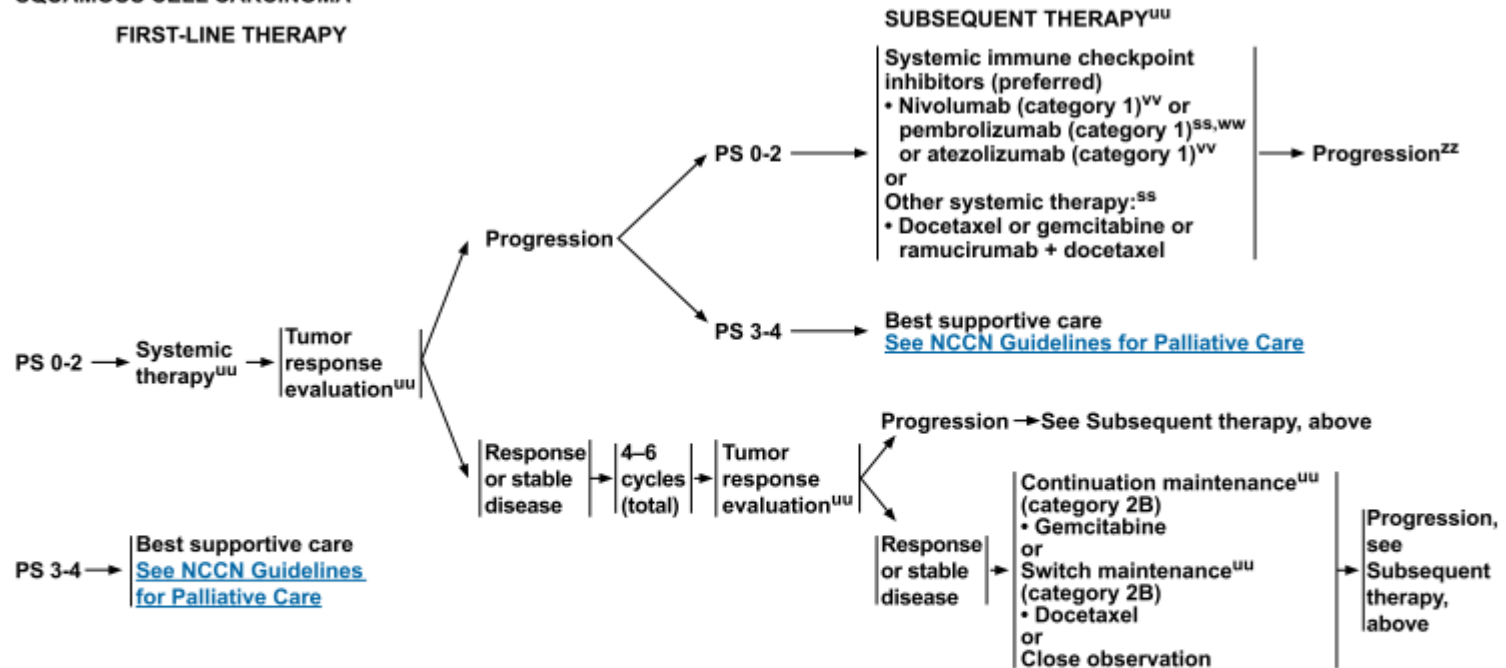 SQUAMOUS CELL CARCINOMA
FIRST-LINE THERAPY
SUBSEQUENT THERAPYuu
Systemic immune checkpoint
inhibitors (preferred)
• Nivolumab (category 1)vv or
pembrolizumab (category 1)ss,ww
or atezolizumab (category 1)vv
or
Other systemic therapy:ss
• Docetaxel or gemcitabine or
ramucirumab + docetaxel
PS 0-2
Progressionzz
Progression
PS 3-4
Best supportive care
See NCCN Guidelines for Palliative Care
PS 0-2
Systemic
therapyuu
Tumor
response
evaluationuu
Response
or stable
disease
4–6
cycles
(total)
Tumor
response
evaluationuu
Progression
See Subsequent therapy, above
Response
or stable
disease
Continuation maintenanceuu
(category 2B)
• Gemcitabine
or
Switch maintenanceuu
(category 2B)
• Docetaxel
or
Close observation
Progression,
see
Subsequent
therapy,
above
PS 3-4
Best supportive care
See NCCN Guidelines
for Palliative Care